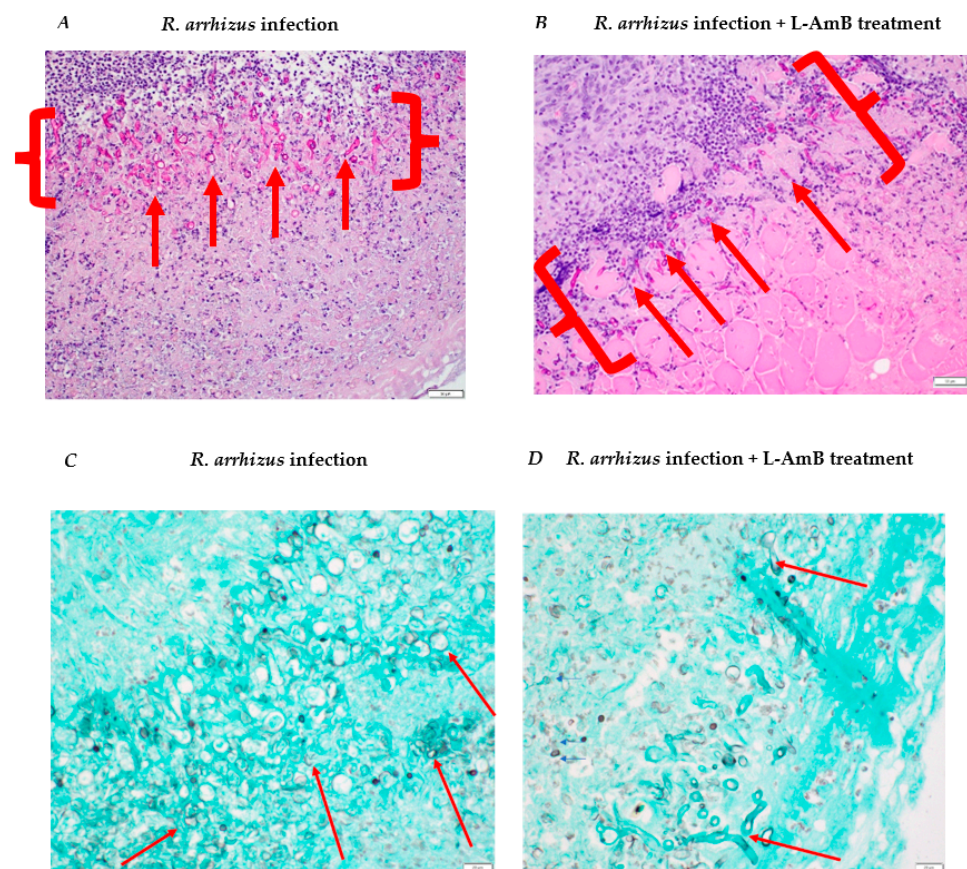 A R. arrhizus infection
B R. arrhizus infection + L-AmB treatment
C R. arrhizus infection
D R. arrhizus infection + L-AmB treatment